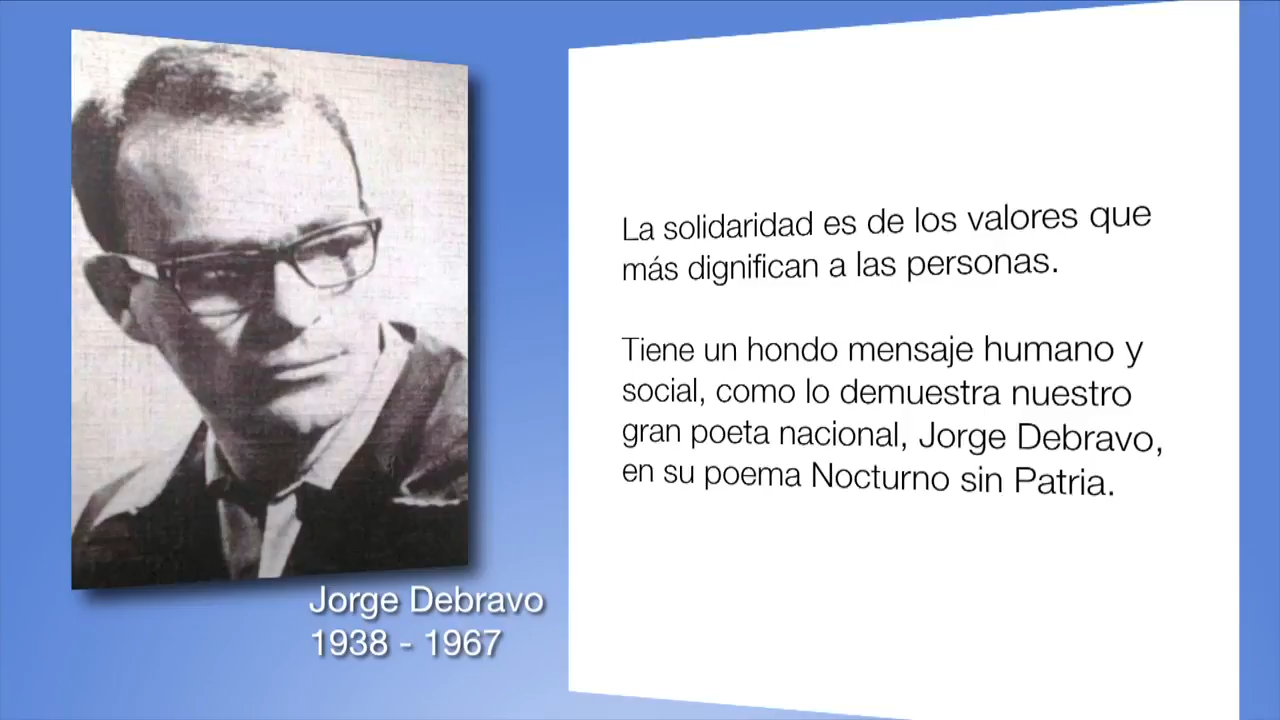 La solidaridad es de los valores que
más dignifican a las personas.
Tiene un hondo mensaje humano y
social, como lo demuestra nuestro
gran poeta nacional, Jorge Debravo,
en su poema Nocturno sin Patria.
Jorge Debravo
1938 - 1967